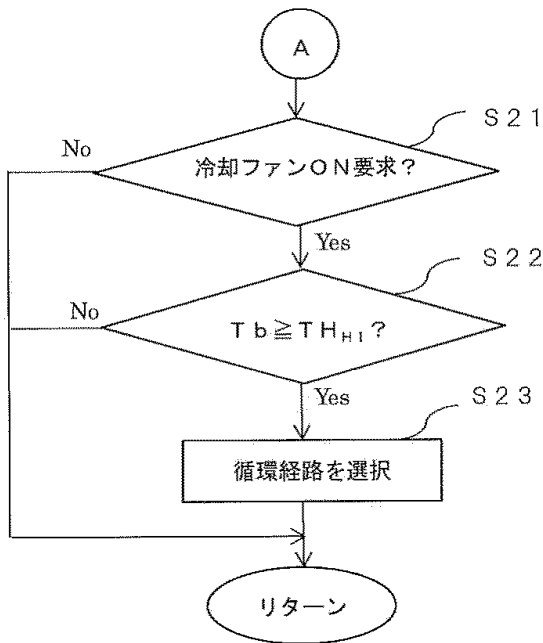 A
S21
No
冷却ファンON要求?
Yes
S22
No
Tb≧TH_HI?
Yes
S23
循環経路を選択
リターン